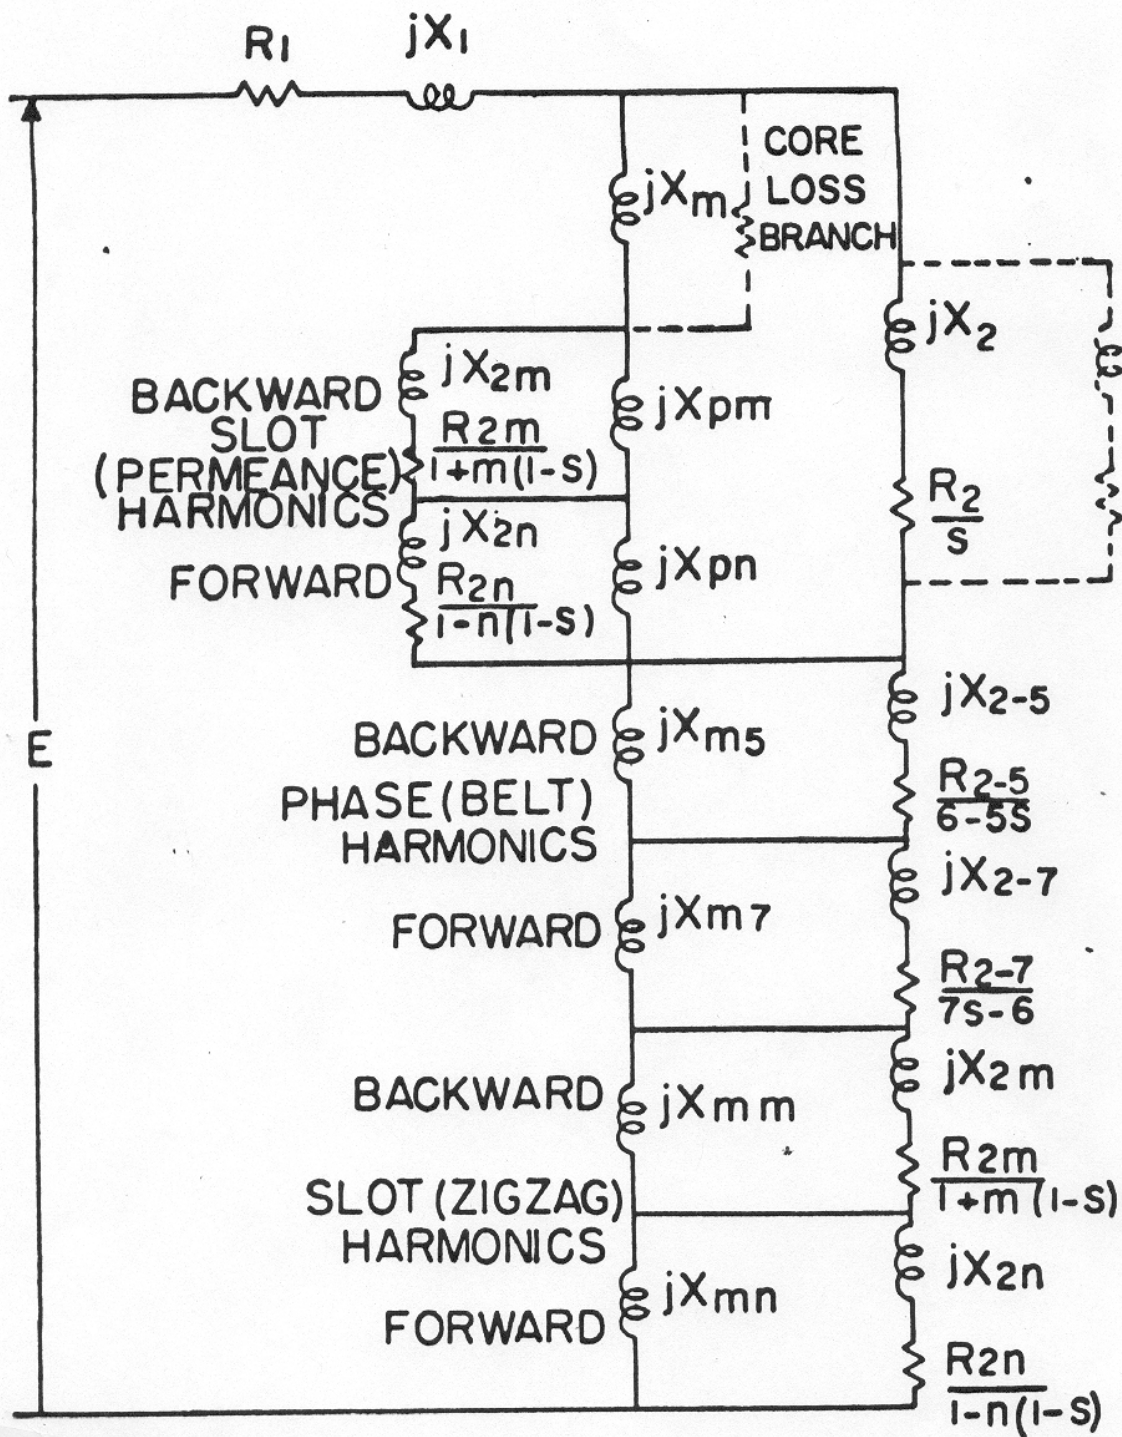 R1
jX1
CORE
LOSS
BRANCH
jXm
jX2
jX2m
jXpm
BACKWARD
SLOT
(PERMEANCE)
HARMONICS
R2m
1+m(1-S)
jX2n
jXpn
FORWARD
R2n
1-n(1-S)
R2
S
E
BACKWARD
jXm5
jX2-5
PHASE(BELT)
HARMONICS
R2-5
6-5S
jX2-7
FORWARD
jXm7
R2-7
7S-6
BACKWARD
jXmm
jX2m
SLOT(ZIGZAG)
HARMONICS
R2m
1+m(1-S)
jX2n
jXmn
FORWARD
R2n
1-n(1-S)